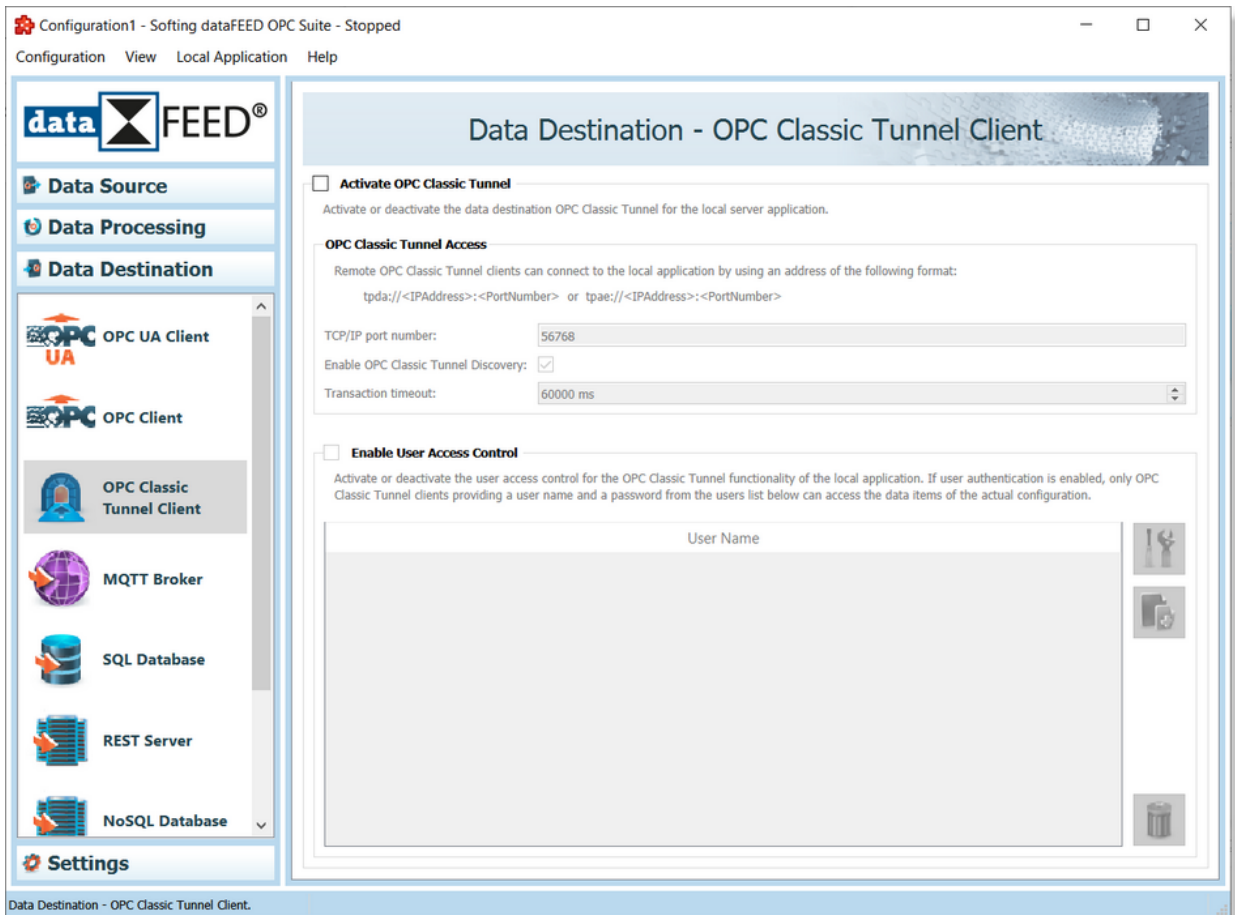 Configuration1 - Softing dataFEED OPC Suite - Stopped
Configuration View Local Application Help
data FEED®
Data Source
Data Processing
Data Destination
OPC UA
OPC UA Client
OPC
OPC Client
OPC Classic
Tunnel Client
MQTT Broker
SQL Database
REST Server
NoSQL Database
Settings
Data Destination - OPC Classic Tunnel Client
Activate OPC Classic Tunnel
Activate or deactivate the data destination OPC Classic Tunnel for the local server application.
OPC Classic Tunnel Access
Remote OPC Classic Tunnel clients can connect to the local application by using an address of the following format:
tpda://<IPAddress>:<PortNumber> or tpae://<IPAddress>:<PortNumber>
TCP/IP port number: 56768
Enable OPC Classic Tunnel Discovery:
Transaction timeout: 60000 ms
Enable User Access Control
Activate or deactivate the user access control for the OPC Classic Tunnel functionality of the local application. If user authentication is enabled, only OPC
Classic Tunnel clients providing a user name and a password from the users list below can access the data items of the actual configuration.
User Name
Data Destination - OPC Classic Tunnel Client.